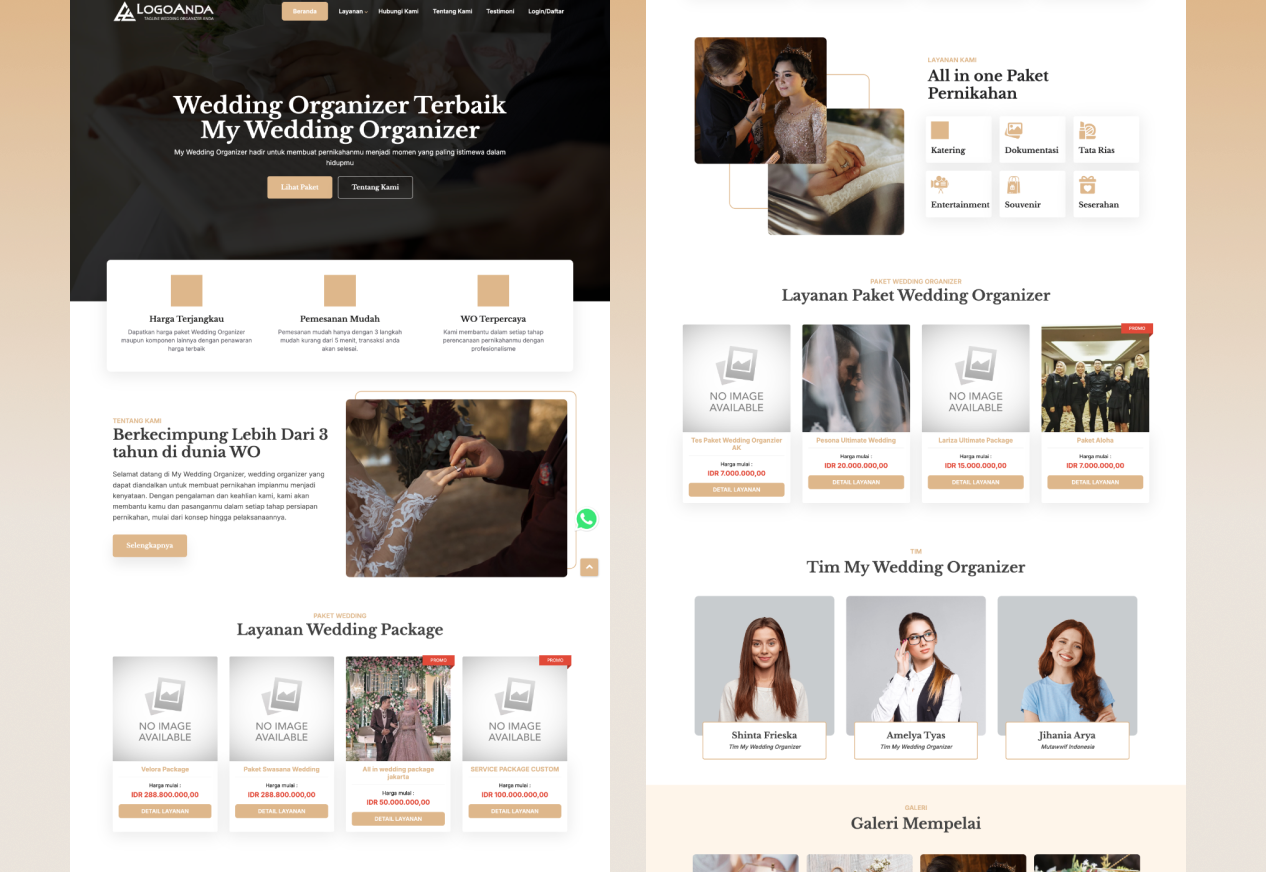 LOGOANDA
TAGLINE WEDDING ORGANIZER ANDA
Beranda
Layanan
Hubungi Kami
Tentang Kami
Testimoni
Login/Daftar
Wedding Organizer Terbaik
My Wedding Organizer
My Wedding Organizer hadir untuk membuat pernikahanmu menjadi momen yang paling istimewa dalam
hidupmu
Lihat Paket
Tentang Kami
Harga Terjangkau
Dapatkan harga paket Wedding Organizer
maupun komponen lainnya dengan penawaran
harga terbaik
Pemesanan Mudah
Pemesanan mudah hanya dengan 3 langkah
mudah kurang dari 5 menit, transaksi anda
akan selesai.
WO Terpercaya
Kami membantu dalam setiap tahap
perencanaan pernikahanmu dengan
profesionalisme
TENTANG KAMI
Berkecimpung Lebih Dari 3
tahun di dunia WO
Selamat datang di My Wedding Organizer, wedding organizer yang
dapat diandalkan untuk membuat pernikahan impianmu menjadi
kenyataan. Dengan pengalaman dan keahlian kami, kami akan
membantu kamu dan pasanganmu dalam setiap tahap persiapan
pernikahan, mulai dari konsep hingga pelaksanaannya.
Selengkapnya
PAKET WEDDING
Layanan Wedding Package
NO IMAGE
AVAILABLE
Velora Package
Harga mulai :
IDR 288.800.000,00
DETAIL LAYANAN
NO IMAGE
AVAILABLE
Paket Swasana Wedding
Harga mulai :
IDR 288.800.000,00
DETAIL LAYANAN
PROMO
All in wedding package
jakarta
Harga mulai :
IDR 50.000.000,00
DETAIL LAYANAN
PROMO
NO IMAGE
AVAILABLE
SERVICE PACKAGE CUSTOM
Harga mulai :
IDR 100.000.000,00
DETAIL LAYANAN
LAYANAN KAMI
All in one Paket
Pernikahan
Katering
Dokumentasi
Tata Rias
Entertainment
Souvenir
Seserahan
PAKET WEDDING ORGANIZER
Layanan Paket Wedding Organizer
NO IMAGE
AVAILABLE
Tes Paket Wedding Organzier
AK
Harga mulai :
IDR 7.000.000,00
DETAIL LAYANAN
Pesona Ultimate Wedding
Harga mulai :
IDR 20.000.000,00
DETAIL LAYANAN
NO IMAGE
AVAILABLE
Lariza Ultimate Package
Harga mulai :
IDR 15.000.000,00
DETAIL LAYANAN
PROMO
Paket Aloha
Harga mulai :
IDR 7.000.000,00
DETAIL LAYANAN
TIM
Tim My Wedding Organizer
Shinta Frieska
Tim My Wedding Organizer
Amelya Tyas
Tim My Wedding Organizer
Jihania Arya
Mutawwif Indonesia
GALERI
Galeri Mempelai